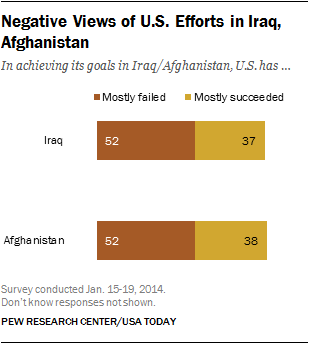 Negative Views of U.S. Efforts in Iraq,
Afghanistan
In achieving its goals in Iraq/Afghanistan, U.S. has ...
Mostly failed Mostly succeeded
Iraq 52 37
Afghanistan 52 38
Survey conducted Jan. 15-19, 2014.
Don't know responses not shown.
PEW RESEARCH CENTER/USA TODAY